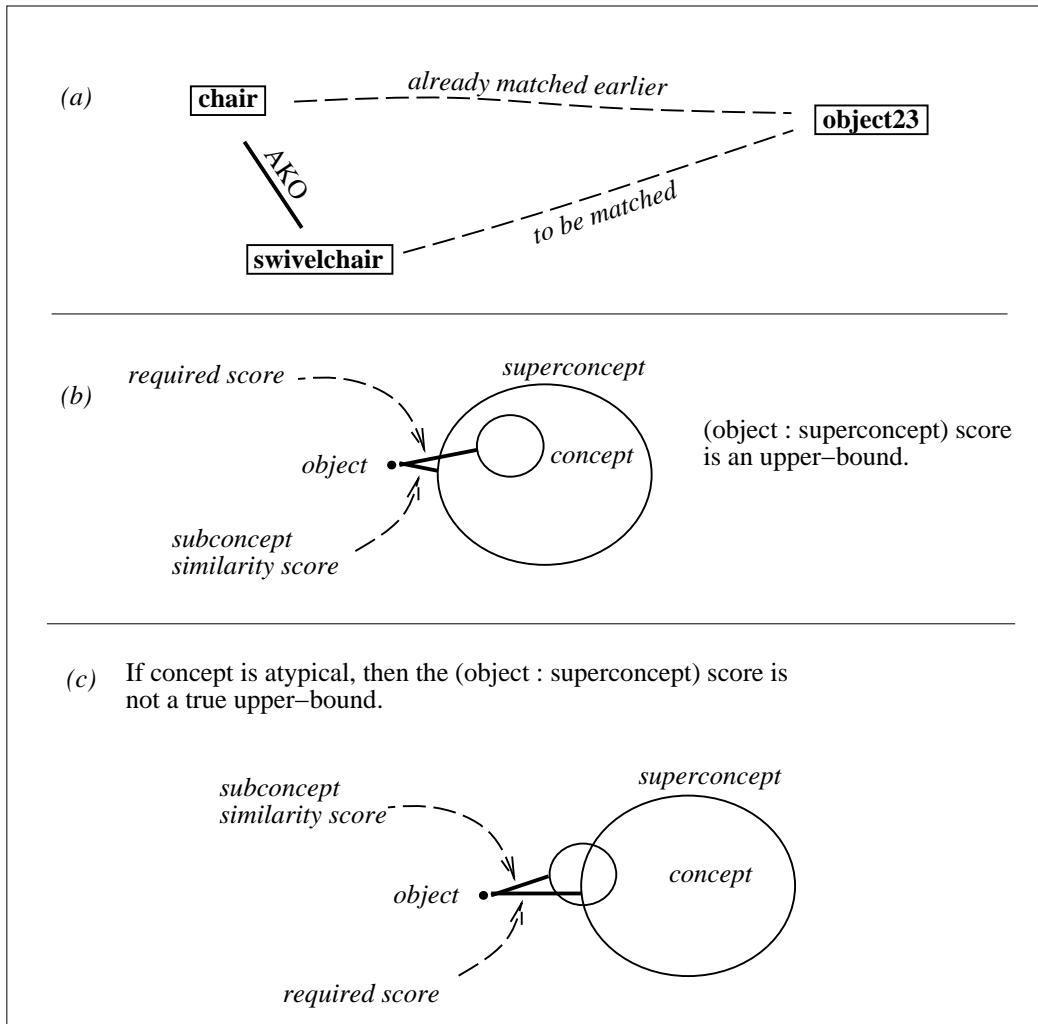 (a)
chair
already matched earlier
object23
AKO
to be matched
swivelchair
(b)
required score
superconcept
object
concept
(object : superconcept) score
is an upper−bound.
subconcept
similarity score
(c)
If concept is atypical, then the (object : superconcept) score is
not a true upper−bound.
subconcept
similarity score
superconcept
object
concept
required score